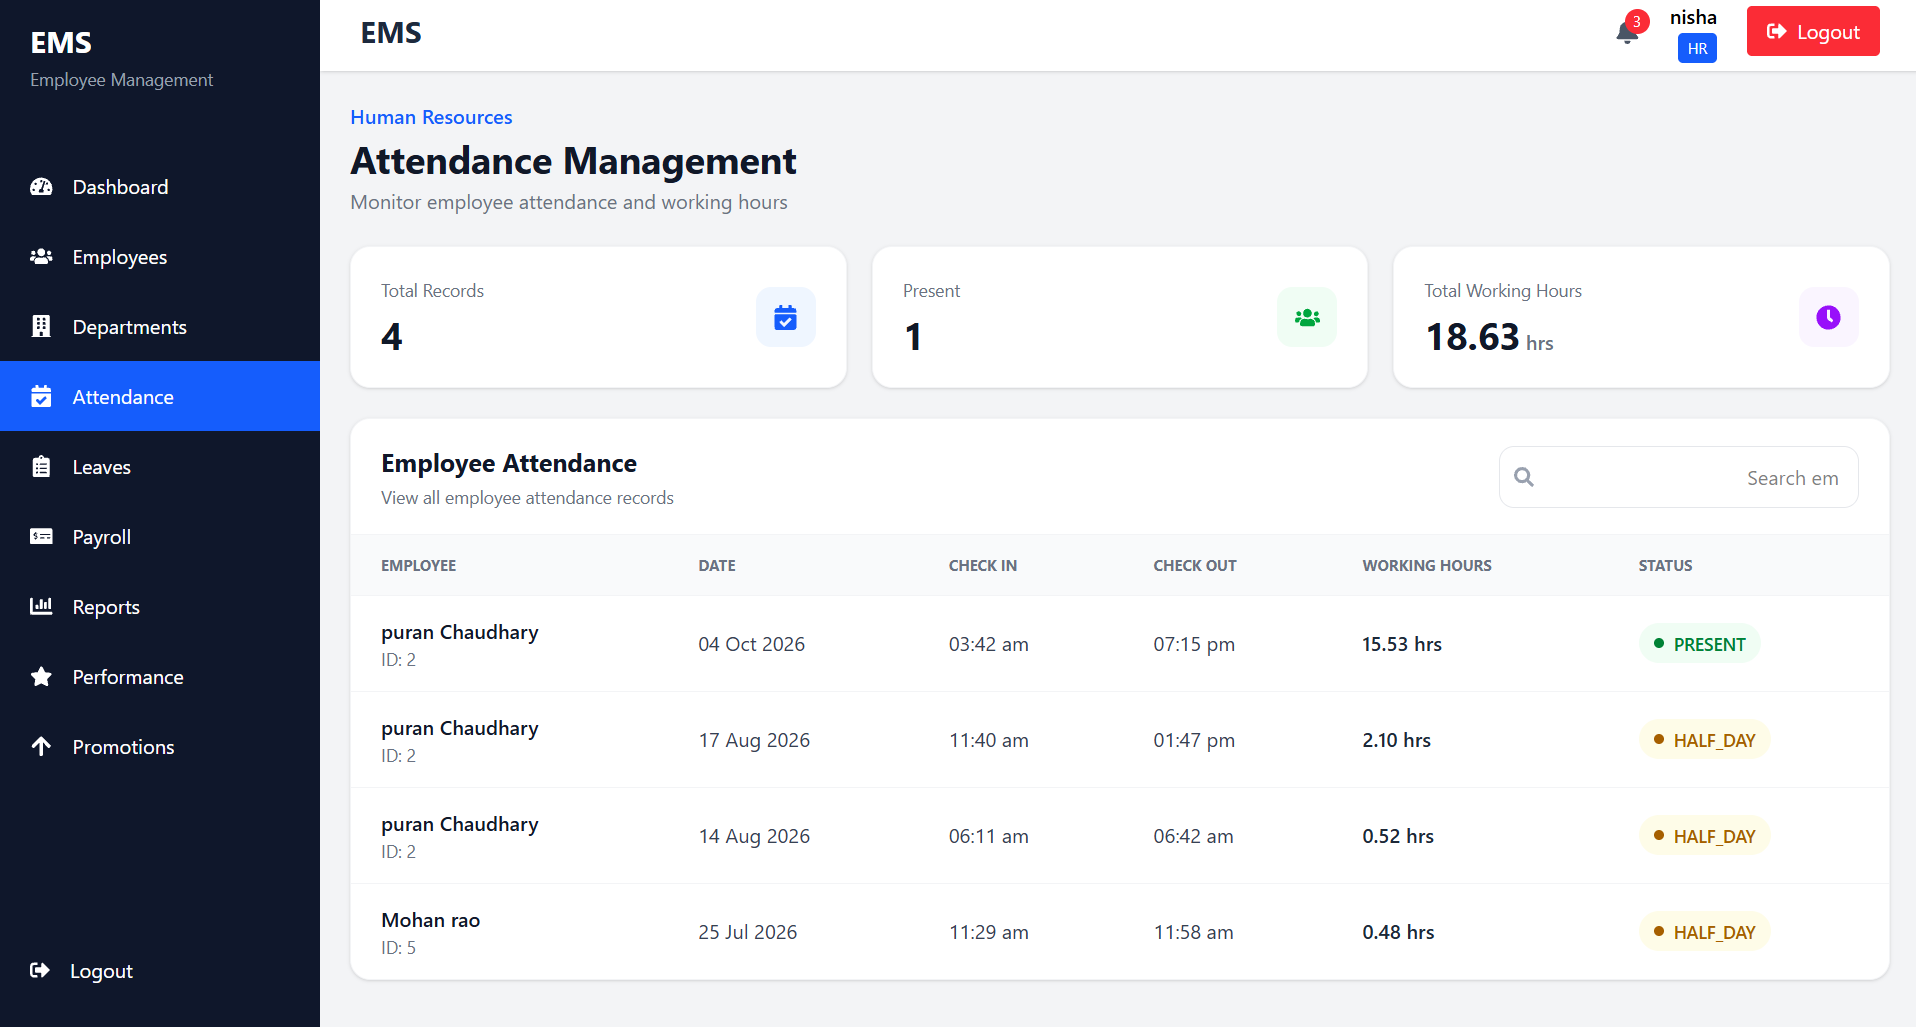 EMS
Employee Management
Dashboard
Employees
Departments
Attendance
Leaves
Payroll
Reports
Performance
Promotions
Logout
EMS
3
nisha
HR
Logout
Human Resources
Attendance Management
Monitor employee attendance and working hours
Total Records
4
Present
1
Total Working Hours
18.63 hrs
Employee Attendance
View all employee attendance records
Search em
EMPLOYEE DATE CHECK IN CHECK OUT WORKING HOURS STATUS
puran Chaudhary
ID: 2
04 Oct 2026 03:42 am 07:15 pm 15.53 hrs PRESENT
puran Chaudhary
ID: 2
17 Aug 2026 11:40 am 01:47 pm 2.10 hrs HALF_DAY
puran Chaudhary
ID: 2
14 Aug 2026 06:11 am 06:42 am 0.52 hrs HALF_DAY
Mohan rao
ID: 5
25 Jul 2026 11:29 am 11:58 am 0.48 hrs HALF_DAY